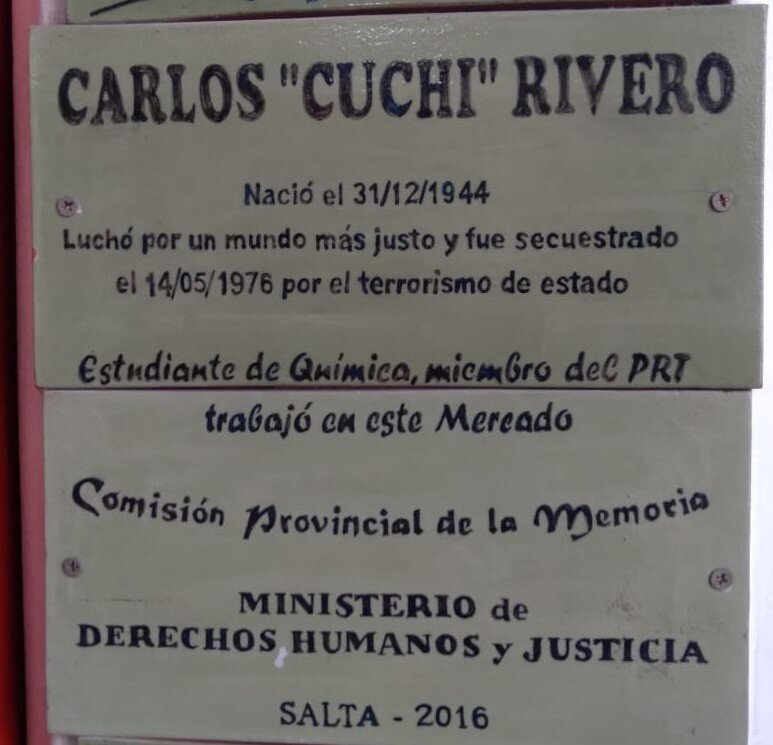 CARLOS "CUCHI" RIVERO
Nació el 31/12/1944
Luchó por un mundo más justo y fue secuestrado
el 14/05/1976 por el terrorismo de estado
Estudiante de Química, miembro del PRT
trabajó en este Mercado
Comisión Provincial de la Memoria
MINISTERIO de
DERECHOS HUMANOS y JUSTICIA
SALTA - 2016